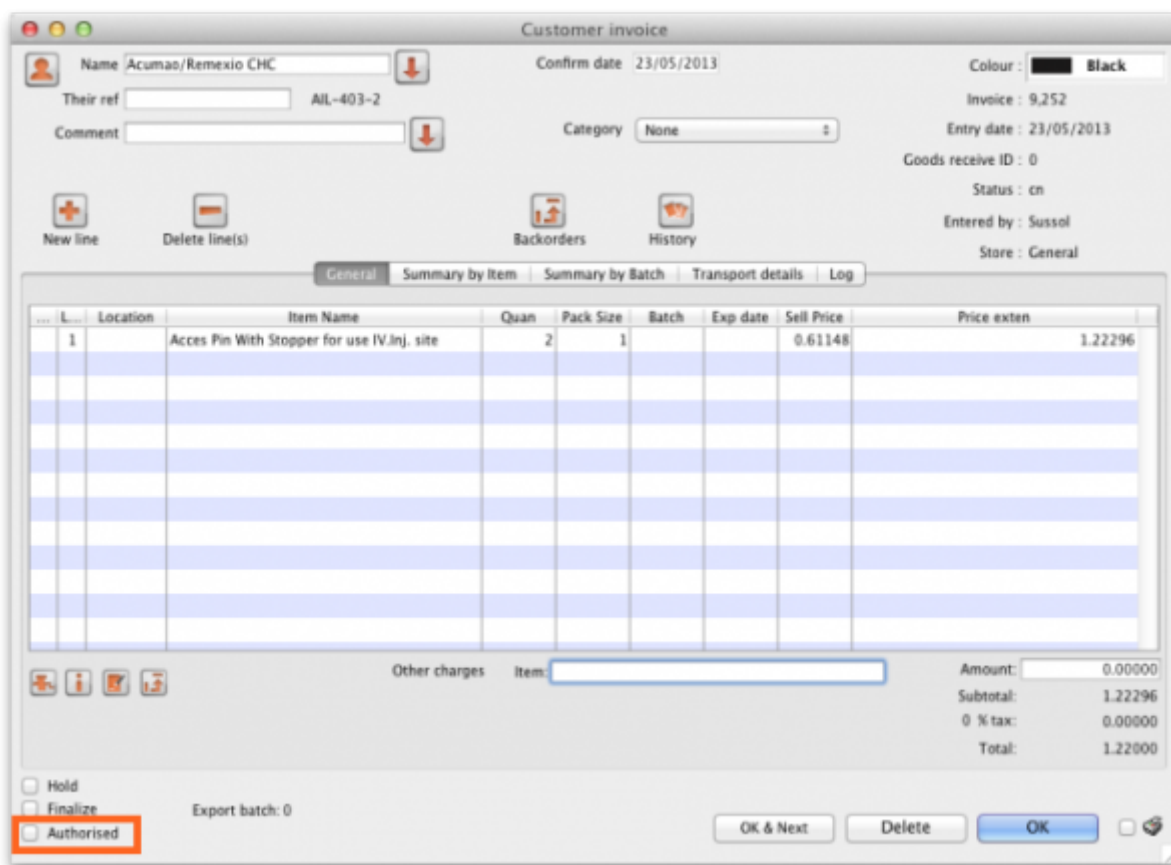 Customer invoice
Name Acumao/Remexio CHC Confirm date 23/05/2013 Colour : Black
Their ref AIL-403-2 Invoice : 9,252
Comment Category None Entry date : 23/05/2013
Goods receive ID : 0
Status : cn
New line Delete line(s) Backorders History Entered by : Sussol
Store : General
General Summary by Item Summary by Batch Transport details Log
... L... Location Item Name Quan Pack Size Batch Exp date Sell Price Price exten
1 Acces Pin With Stopper for use IV.Inj. site 2 1 0.61148 1.22296
Other charges Item: Amount: 0.00000
Subtotal: 1.22296
0 % tax: 0.00000
Total: 1.22000
Hold
Finalize Export batch: 0
Authorised OK & Next Delete OK